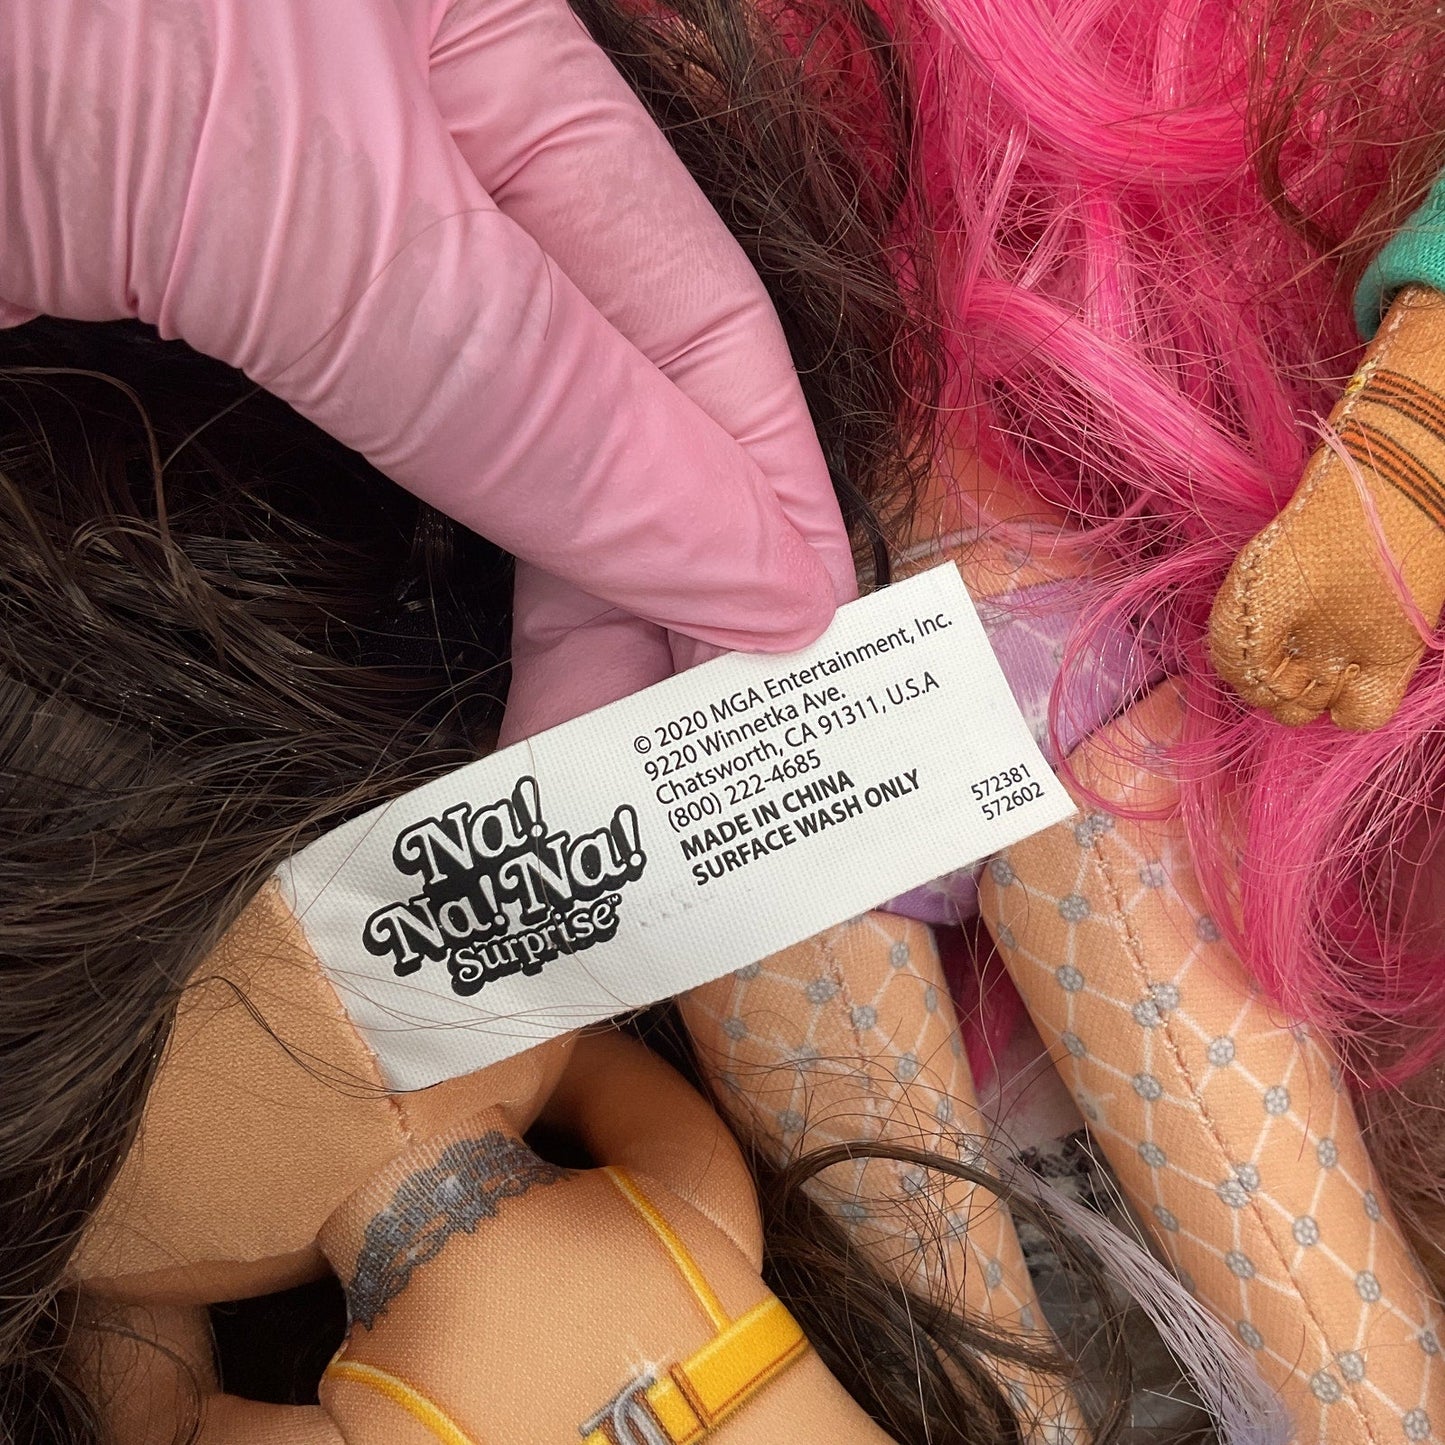 Na!
Na! Na!
Surprise™
© 2020 MGA Entertainment, Inc.
9220 Winnetka Ave.
Chatsworth, CA 91311, U.S.A
(800) 222-4685
MADE IN CHINA
SURFACE WASH ONLY
572381
572602